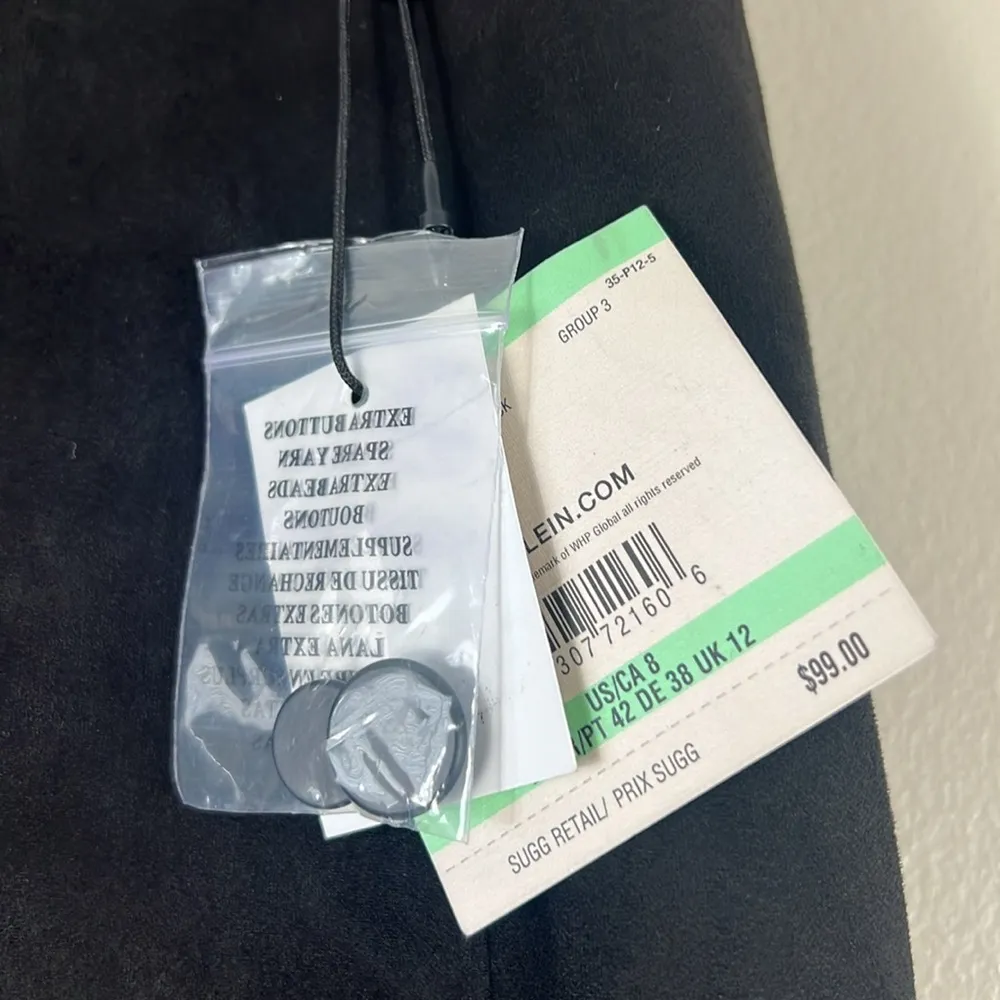 EXTRA BUTTONS
SPARE YARN
EXTRA BEADS
BOUTONS
SUPPLEMENTAIRES
TISSU DE RECHANGE
BOTONES EXTRAS
LANA EXTRA
35-P12-5
GROUP 3
CK
LEIN.COM
emark of WHP Global all rights reserved
30772160 6
US/CA 8
/PT 42 DE 38 UK 12
$99.00
SUGG RETAIL/ PRIX SUGG